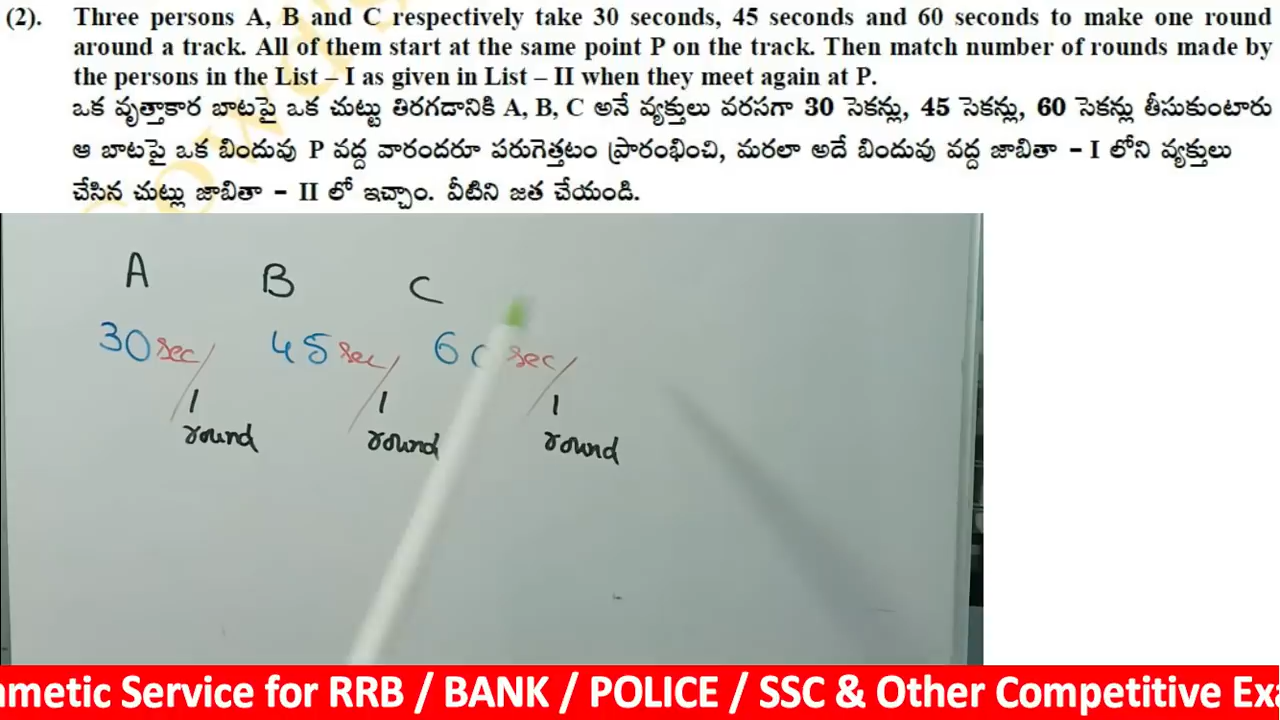 (2). Three persons A, B and C respectively take 30 seconds, 45 seconds and 60 seconds to make one round
around a track. All of them start at the same point P on the track. Then match number of rounds made by
the persons in the List – I as given in List – II when they meet again at P.
ఒక వృత్తాకార బాటపై ఒక చుట్టు తిరగడానికి A, B, C అనే వ్యక్తులు వరసగా 30 సెకన్లు, 45 సెకన్లు, 60 సెకన్లు తీసుకుంటారు
ఆ బాటపై ఒక బిందువు P వద్ద వారందరూ పరుగెత్తటం ప్రారంభించి, మరలా అదే బిందువు వద్ద జాబితా – I లోని వ్యక్తులు
చేసిన చుట్లు జాబితా – II లో ఇచ్చాం. వీటిని జత చేయండి.
A B C
30 sec/ 45 sec/ 60 sec/
1 1 1
round round round
ametic Service for RRB / BANK / POLICE / SSC & Other Competitive Exa